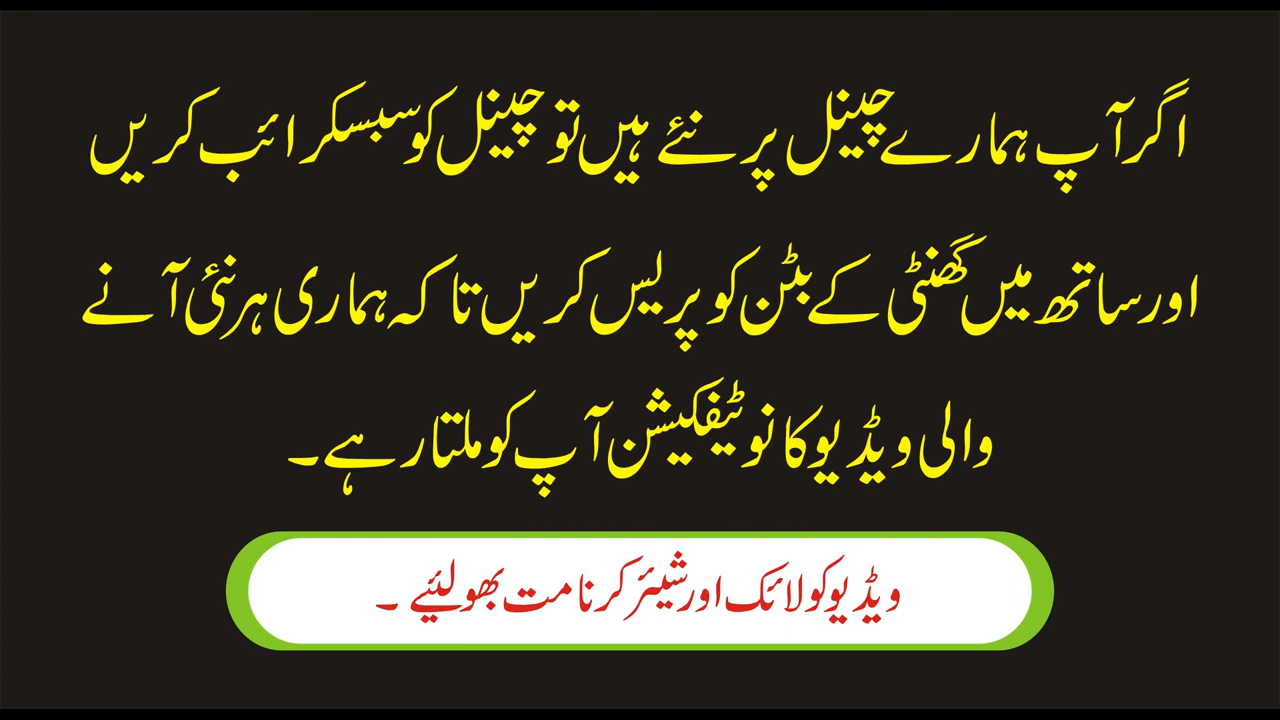 اگر آپ ہمارے چینل پر نئے ہیں تو چینل کو سبسکرائب کریں
اور ساتھ میں گھنٹی کے بٹن کو پریس کریں تاکہ ہماری ہر نئی آنے
والی ویڈیو کا نوٹیفکیشن آپ کو ملتا رہے۔
ویڈیو کو لائک اور شیئر کرنا مت بھولئیے ۔